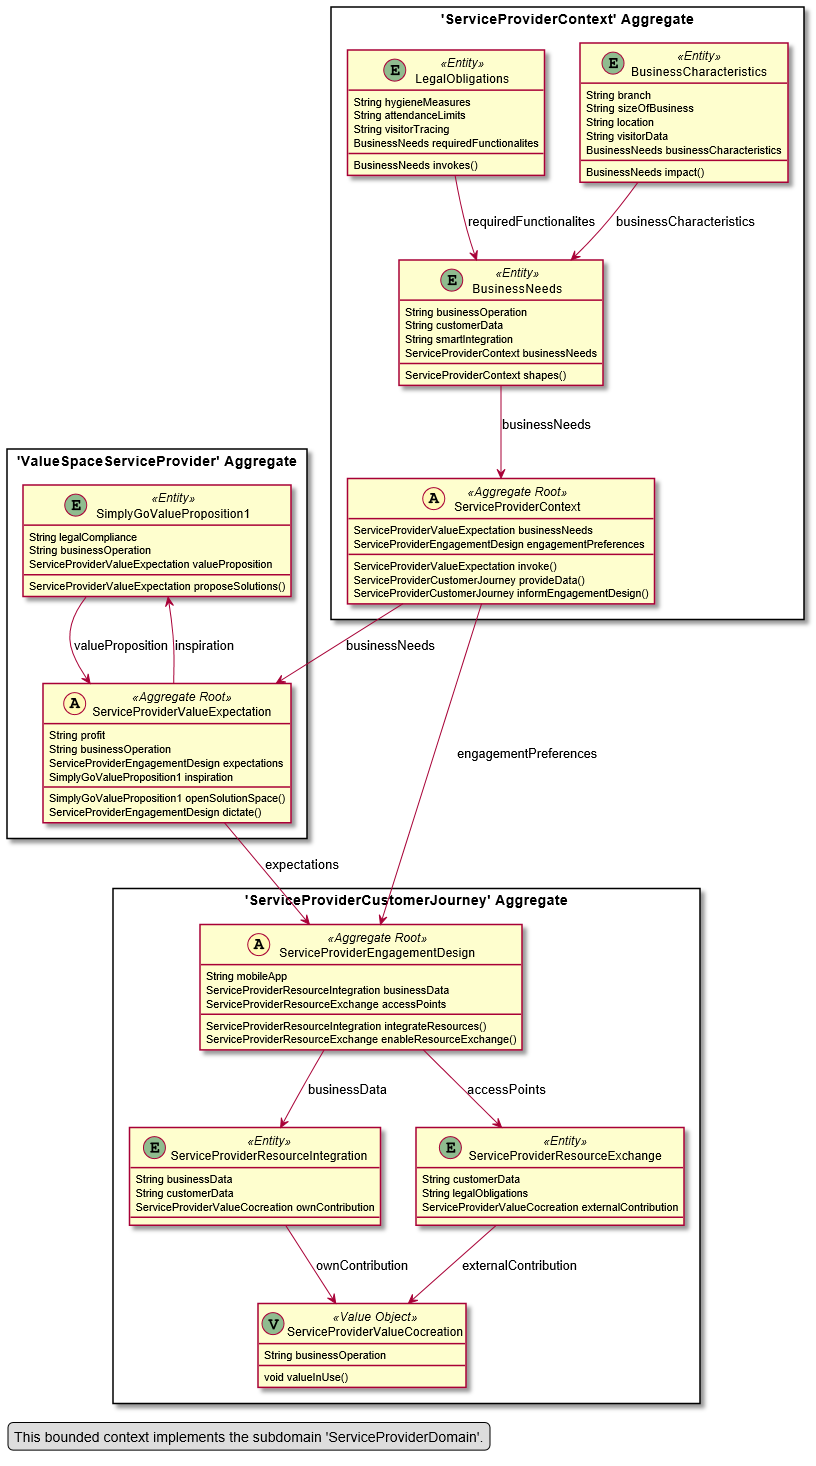 'ServiceProviderContext' Aggregate
E
«Entity»
LegalObligations
String hygieneMeasures
String attendanceLimits
String visitorTracing
BusinessNeeds requiredFunctionalites
BusinessNeeds invokes()
E
«Entity»
BusinessCharacteristics
String branch
String sizeOfBusiness
String location
String visitorData
BusinessNeeds businessCharacteristics
BusinessNeeds impact()
requiredFunctionalites
businessCharacteristics
E
«Entity»
BusinessNeeds
String businessOperation
String customerData
String smartIntegration
ServiceProviderContext businessNeeds
ServiceProviderContext shapes()
businessNeeds
A
«Aggregate Root»
ServiceProviderContext
ServiceProviderValueExpectation businessNeeds
ServiceProviderEngagementDesign engagementPreferences
ServiceProviderValueExpectation invoke()
ServiceProviderCustomerJourney provideData()
ServiceProviderCustomerJourney informEngagementDesign()
'ValueSpaceServiceProvider' Aggregate
E
«Entity»
SimplyGoValueProposition1
String legalCompliance
String businessOperation
ServiceProviderValueExpectation valueProposition
ServiceProviderValueExpectation proposeSolutions()
valueProposition
inspiration
businessNeeds
A
«Aggregate Root»
ServiceProviderValueExpectation
String profit
String businessOperation
ServiceProviderEngagementDesign expectations
SimplyGoValueProposition1 inspiration
SimplyGoValueProposition1 openSolutionSpace()
ServiceProviderEngagementDesign dictate()
engagementPreferences
expectations
'ServiceProviderCustomerJourney' Aggregate
A
«Aggregate Root»
ServiceProviderEngagementDesign
String mobileApp
ServiceProviderResourceIntegration businessData
ServiceProviderResourceExchange accessPoints
ServiceProviderResourceIntegration integrateResources()
ServiceProviderResourceExchange enableResourceExchange()
businessData
accessPoints
E
«Entity»
ServiceProviderResourceIntegration
String businessData
String customerData
ServiceProviderValueCocreation ownContribution
E
«Entity»
ServiceProviderResourceExchange
String customerData
String legalObligations
ServiceProviderValueCocreation externalContribution
ownContribution
externalContribution
V
«Value Object»
ServiceProviderValueCocreation
String businessOperation
void valueInUse()
This bounded context implements the subdomain 'ServiceProviderDomain'.